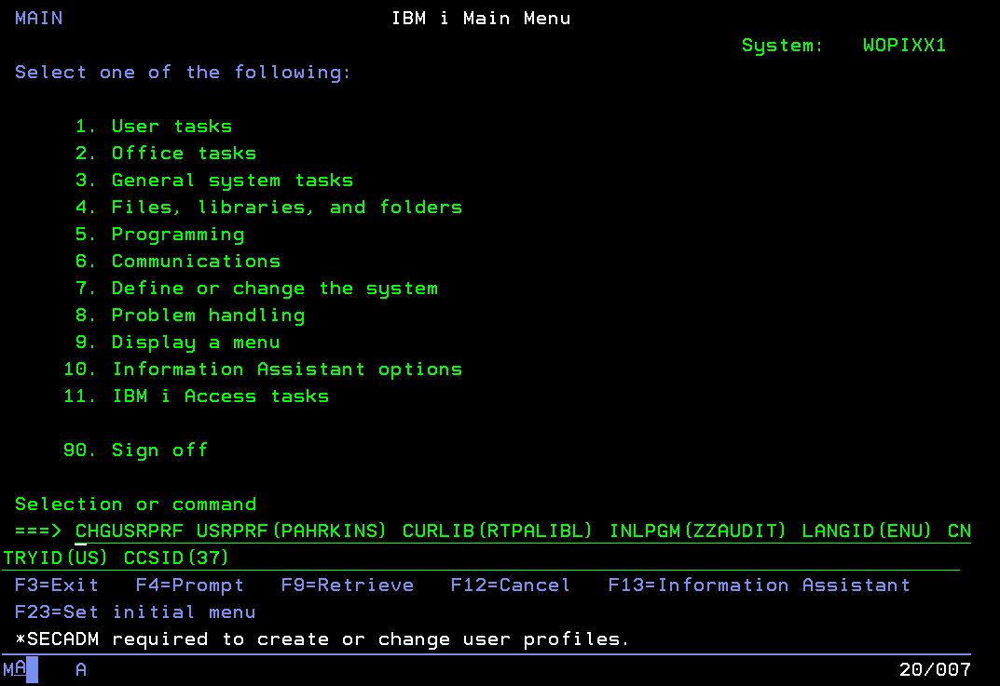 MAIN IBM i Main Menu
System: WOPIXX1
Select one of the following:
1. User tasks
2. Office tasks
3. General system tasks
4. Files, libraries, and folders
5. Programming
6. Communications
7. Define or change the system
8. Problem handling
9. Display a menu
10. Information Assistant options
11. IBM i Access tasks
90. Sign off
Selection or command
===> CHGUSRPRF USRPRF(PAHRKINS) CURLIB(RTPALIBL) INLPGM(ZZAUDIT) LANGID(ENU) CN
TRYID(US) CCSID(37)
F3=Exit F4=Prompt F9=Retrieve F12=Cancel F13=Information Assistant
F23=Set initial menu
*SECADM required to create or change user profiles.
MA A 20/007